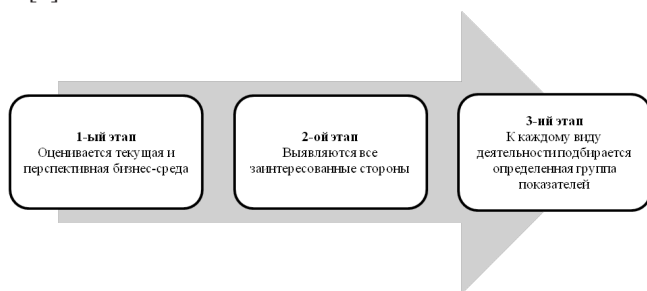 1-ый этап
Оценивается текущая и
перспективная бизнес-среда
2-ой этап
Выявляются все
заинтересованные стороны
3-ий этап
К каждому виду
деятельности подбирается
определенная группа
показателей